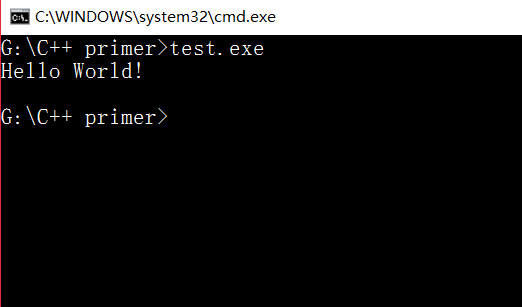 C:\WINDOWS\system32\cmd.exe
G:\C++ primer>test.exe
Hello World!
G:\C++ primer>